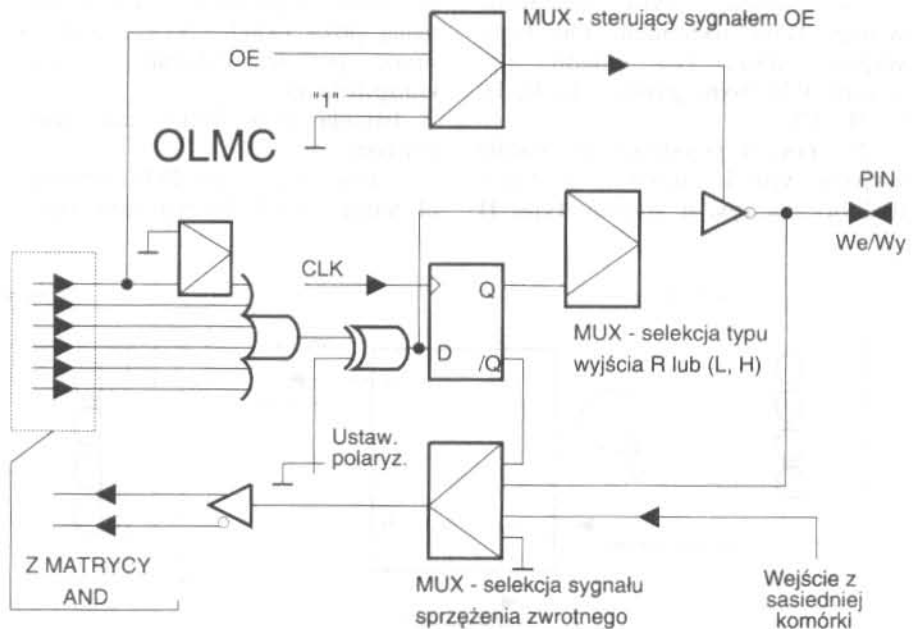 MUX - sterujący sygnałem OE
OE
"1"
OLMC
PIN
We/Wy
CLK
Q
D
/Q
MUX - selekcja typu
wyjścia R lub (L, H)
Ustaw.
polaryz.
Z MATRYCY
AND
MUX - selekcja sygnału
sprzężenia zwrotnego
Wejście z
sasiedniej
komórki